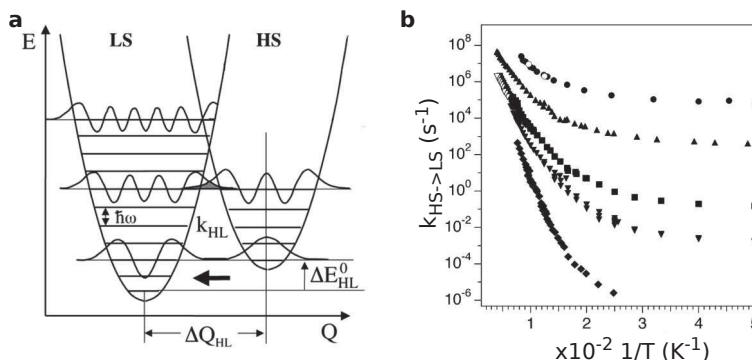 a
E
LS
HS
ħω
k_HL
ΔE⁰_HL
ΔQ_HL
Q
b
k_HS->LS (s⁻¹)
10⁸
10⁶
10⁴
10²
10⁰
10⁻²
10⁻⁴
10⁻⁶
1 2 3 4 5
x10⁻² 1/T (K⁻¹)